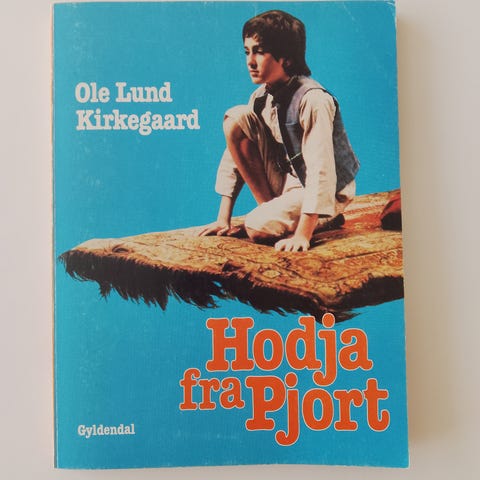 Ole Lund
Kirkegaard
Hodja
fra Pjort
Gyldendal